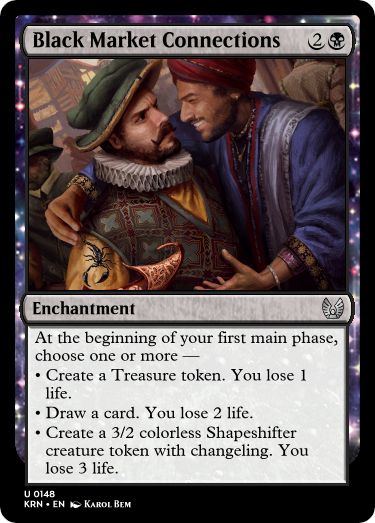 Black Market Connections 2
Enchantment
At the beginning of your first main phase,
choose one or more —
• Create a Treasure token. You lose 1
life.
• Draw a card. You lose 2 life.
• Create a 3/2 colorless Shapeshifter
creature token with changeling. You
lose 3 life.
U 0148
KRN • EN Karol Bem